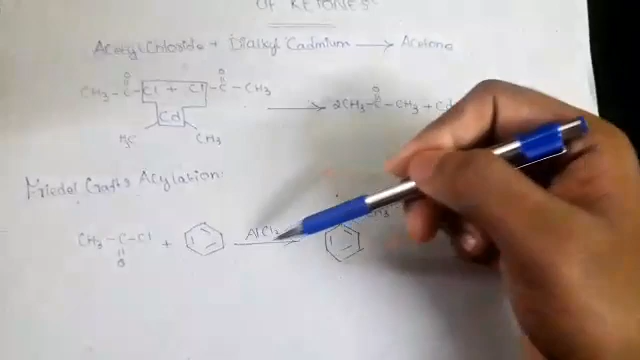 OF KETONES
Acetyl Chloride + Dialkyl Cadmium → Acetone
O O O
CH₃ - C - Cl + Cl - C - CH₃ → 2CH₃ - C - CH₃ + Cd
Cd
H₃C CH₃
Friedel Crafts Acylation:
CH₃ - C - Cl + AlCl₃ CH₃
O